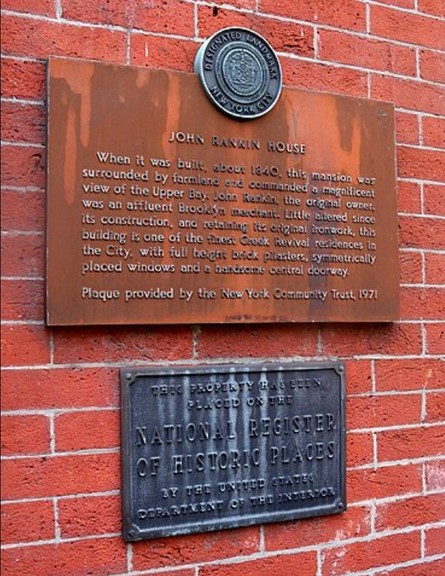 DESIGNATED LANDMARK
NEW YORK CITY
JOHN RANKIN HOUSE
When it was built, about 1840, this mansion was
surrounded by farmland and commanded a magnificent
view of the Upper Bay. John Rankin, the original owner,
was an affluent Brooklyn merchant. Little altered since
its construction, and retaining its original ironwork, this
building is one of the finest Greek Revival residences in
the City, with full height brick pilasters, symmetrically
placed windows and a handsome central doorway.
Plaque provided by the New York Community Trust, 1971
THIS PROPERTY HAS BEEN
PLACED ON THE
NATIONAL REGISTER
OF HISTORIC PLACES
BY THE UNITED STATES
DEPARTMENT OF THE INTERIOR